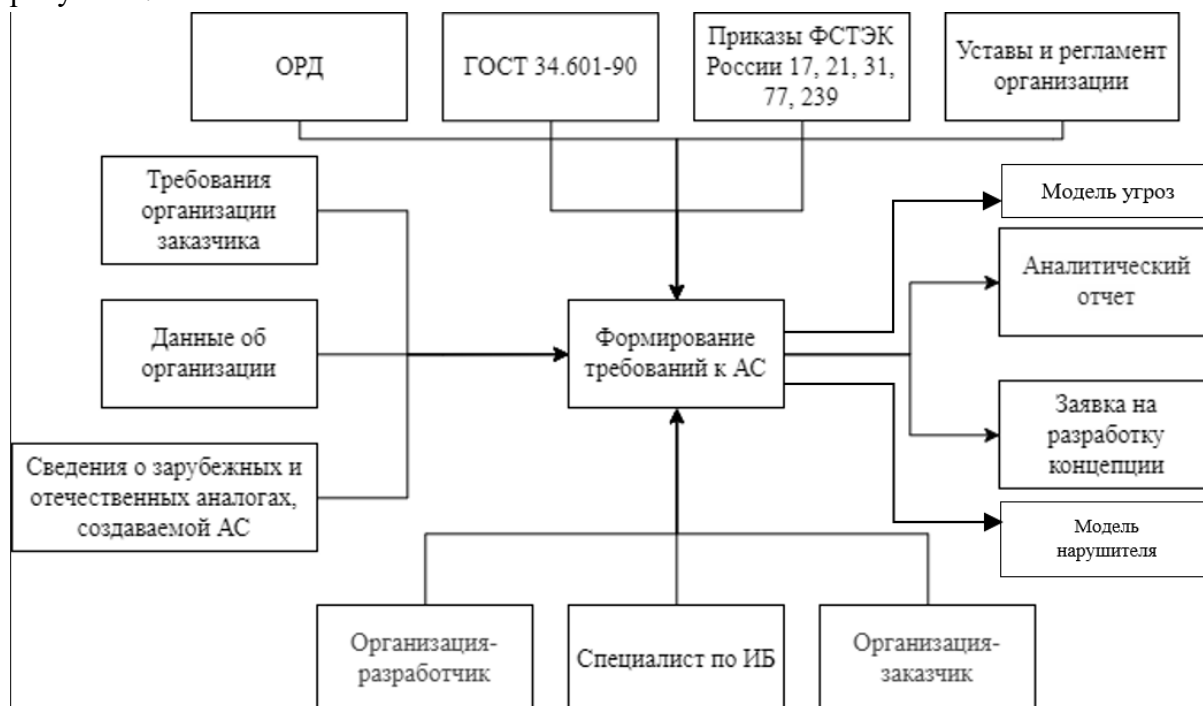 ОРД
ГОСТ 34.601-90
Приказы ФСТЭК
России 17, 21, 31,
77, 239
Уставы и регламент
организации
Требования
организации
заказчика
Данные об
организации
Сведения о зарубежных и
отечественных аналогах,
создаваемой АС
Формирование
требований к АС
Модель угроз
Аналитический
отчет
Заявка на
разработку
концепции
Модель
нарушителя
Организация-
разработчик
Специалист по ИБ
Организация-
заказчик